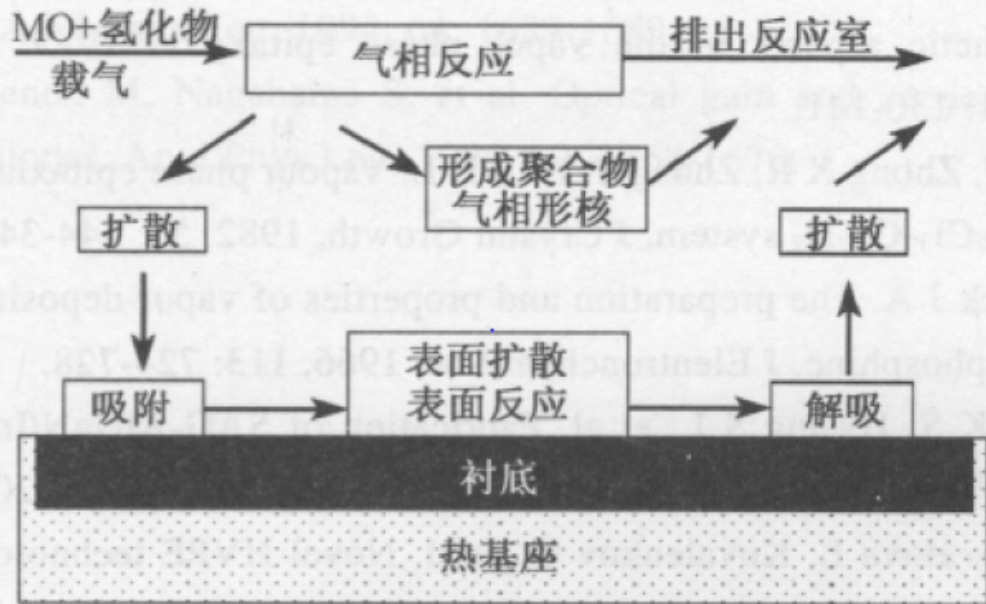 MO+氢化物
载气
气相反应
排出反应室
形成聚合物
气相形核
扩散
扩散
吸附
表面扩散
表面反应
解吸
衬底
热基座